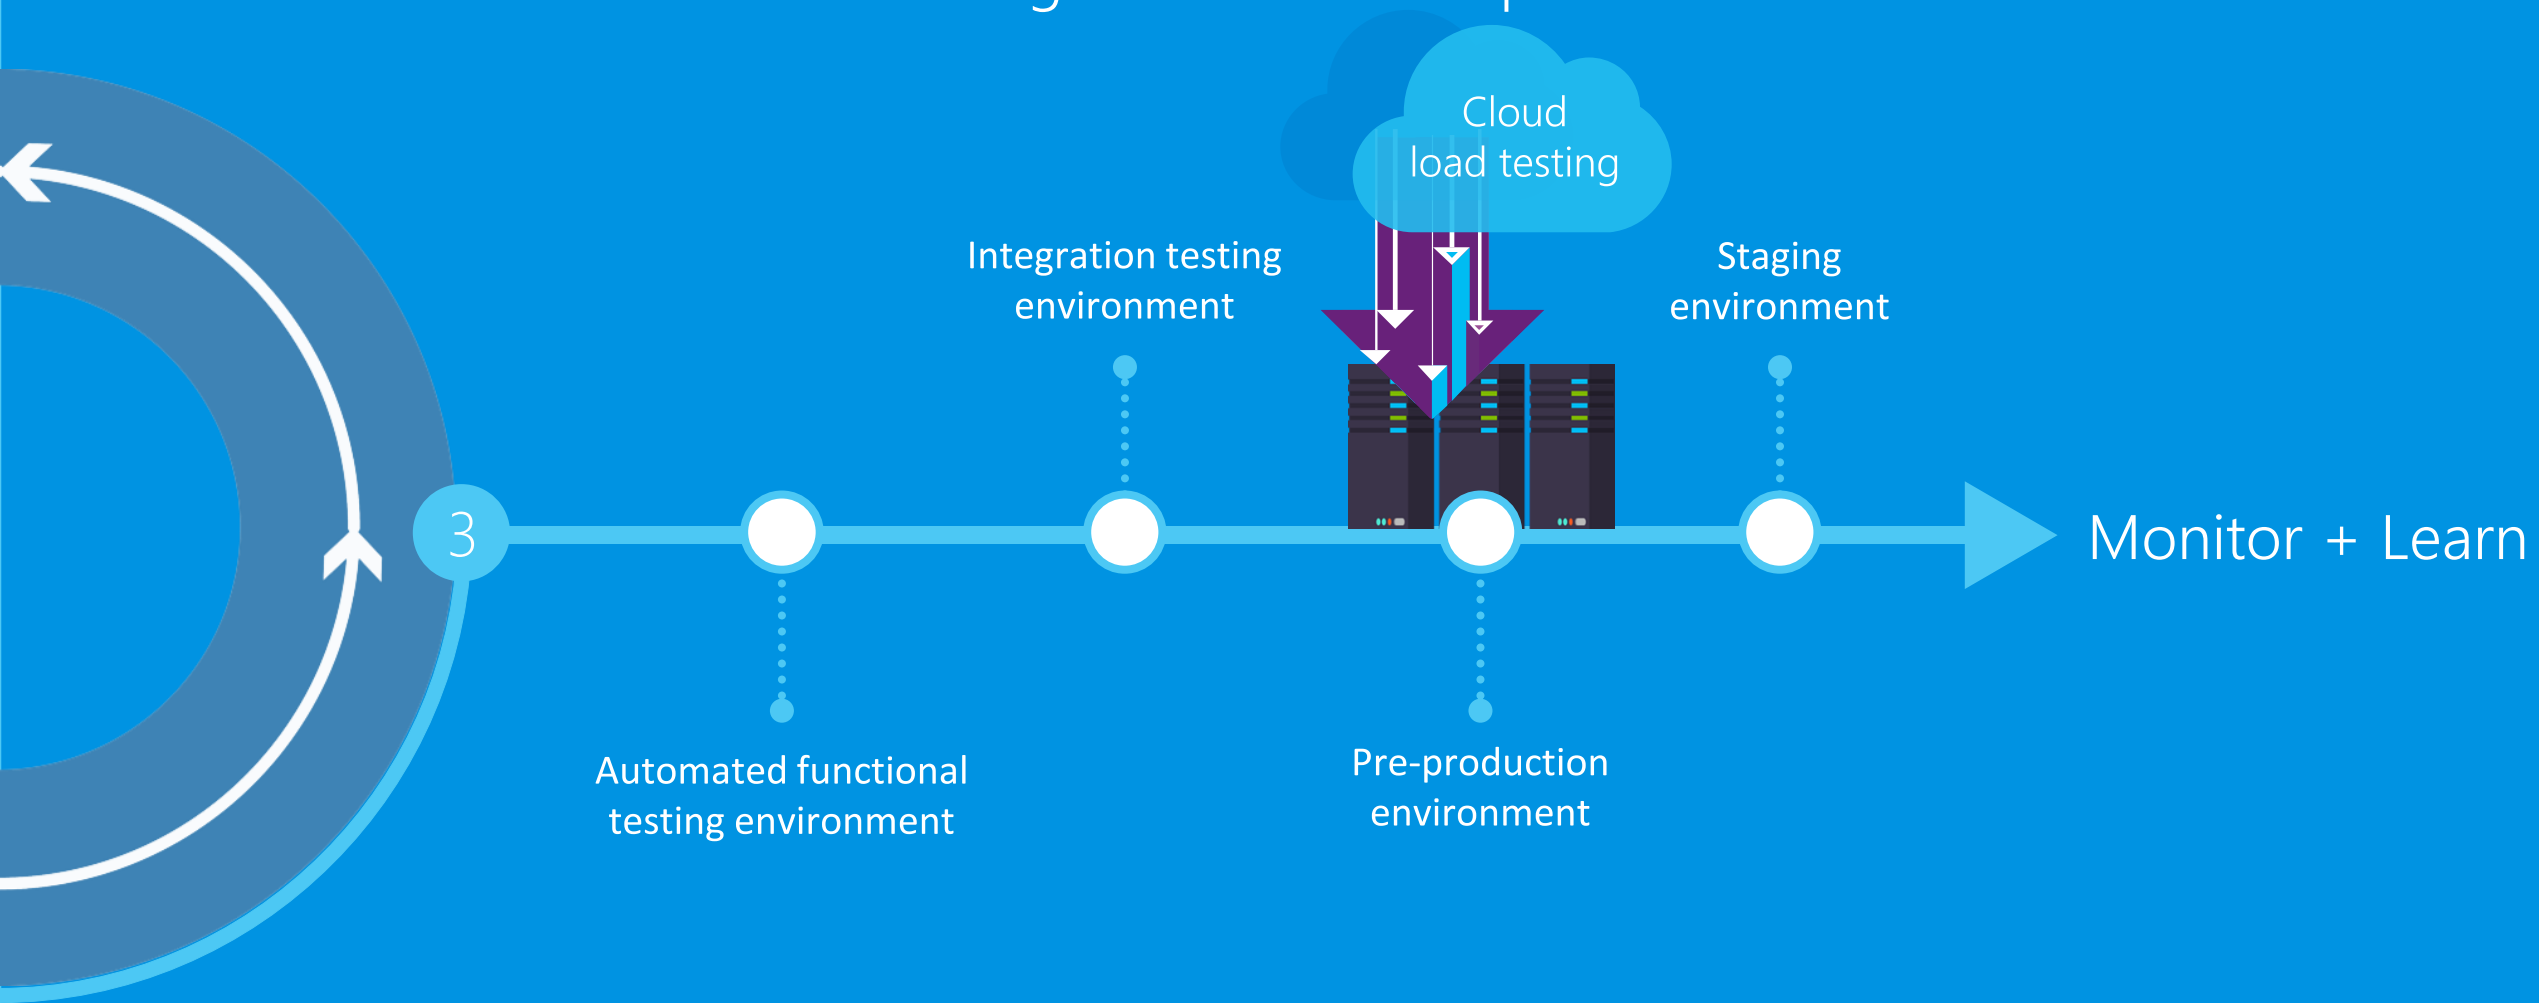 Cloud
load testing
Integration testing
environment
Staging
environment
3
Monitor + Learn
Automated functional
testing environment
Pre-production
environment